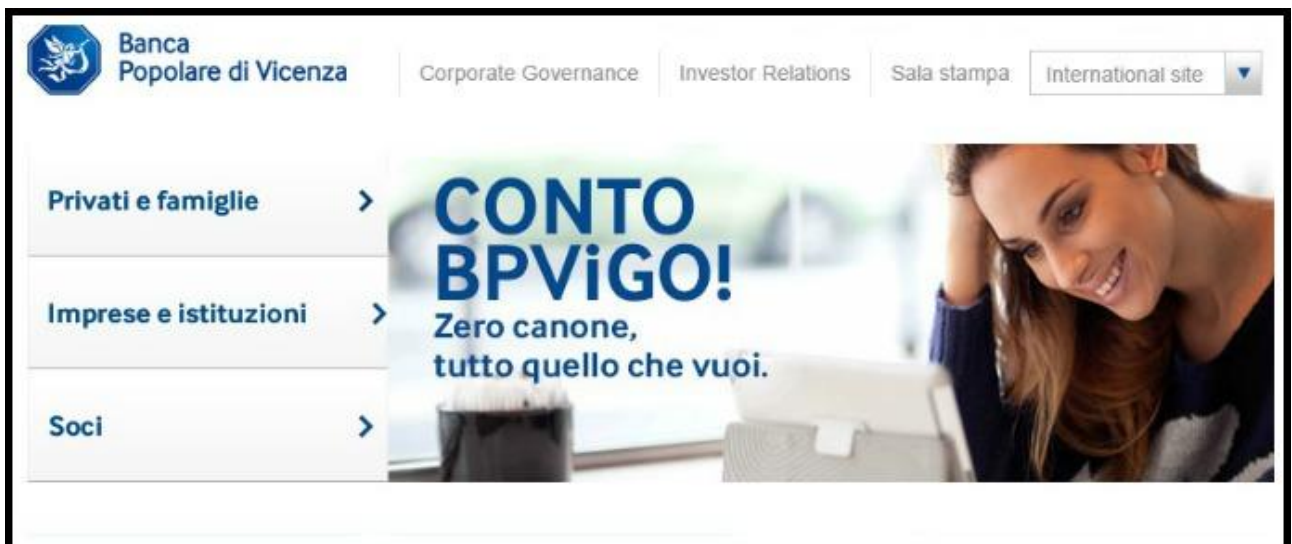 Banca
Popolare di Vicenza
Corporate Governance
Investor Relations
Sala stampa
International site
Privati e famiglie
Imprese e istituzioni
Soci
CONTO
BPViGO!
Zero canone,
tutto quello che vuoi.